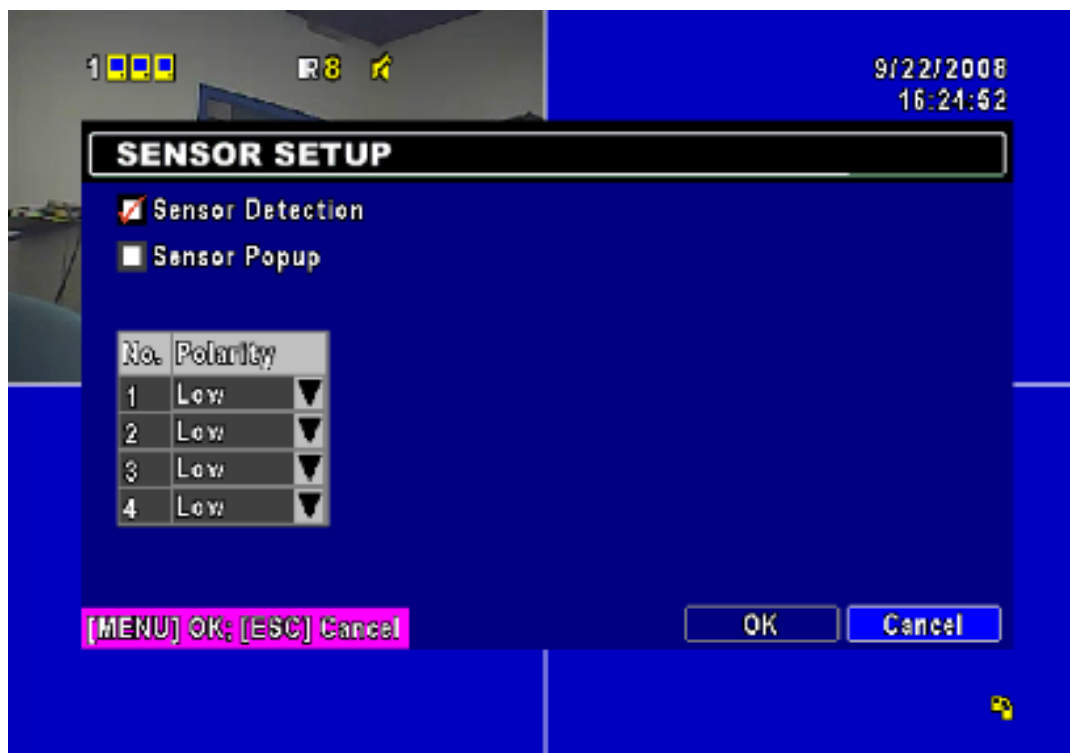 1 R8 9/22/2008
16:24:52
SENSOR SETUP
Sensor Detection
Sensor Popup
No. Polarity
1 Low
2 Low
3 Low
4 Low
[MENU] OK; [ESC] Cancel OK Cancel